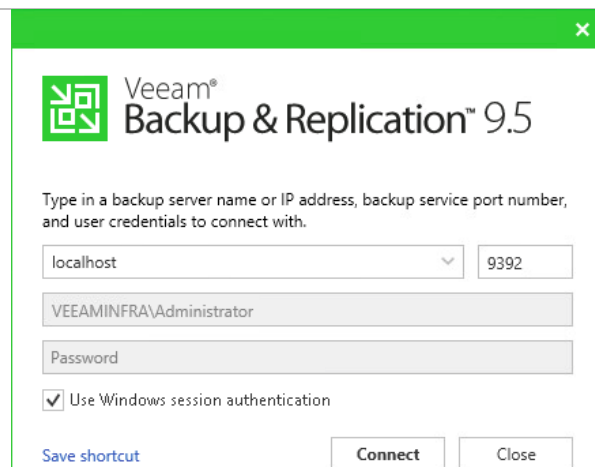 Veeam®
Backup & Replication™ 9.5
Type in a backup server name or IP address, backup service port number,
and user credentials to connect with.
localhost 9392
VEEAMINFRA\Administrator
Password
Use Windows session authentication
Save shortcut Connect Close